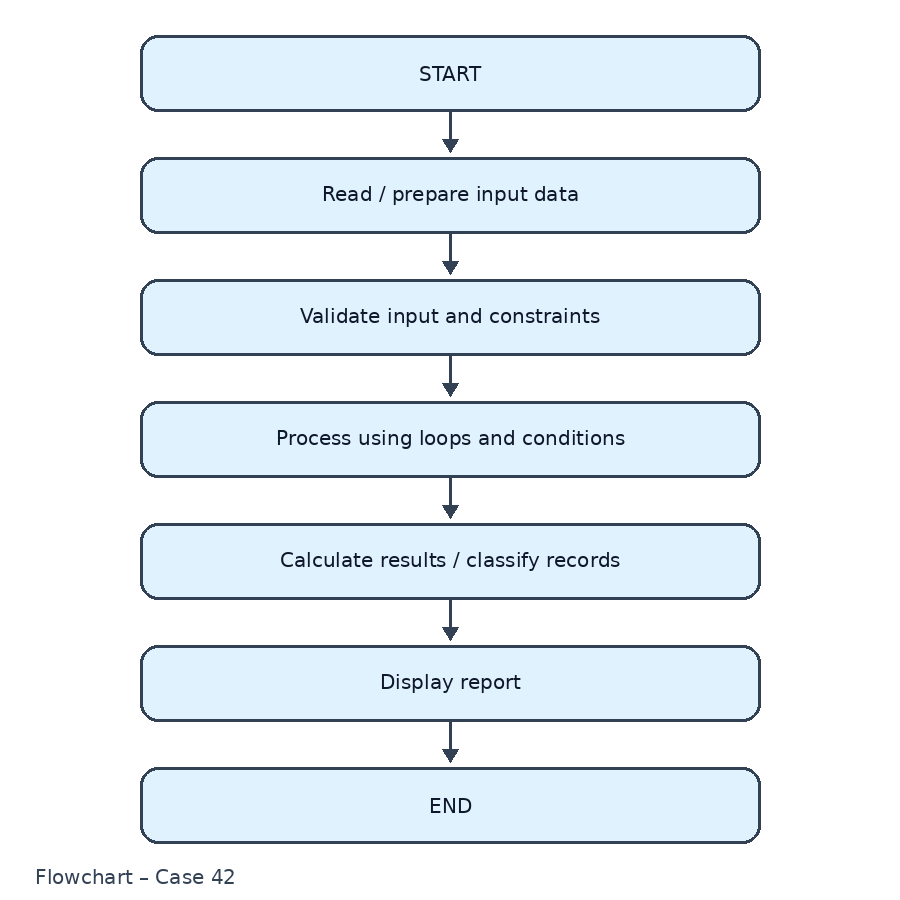 START
Read / prepare input data
Validate input and constraints
Process using loops and conditions
Calculate results / classify records
Display report
END
Flowchart – Case 42